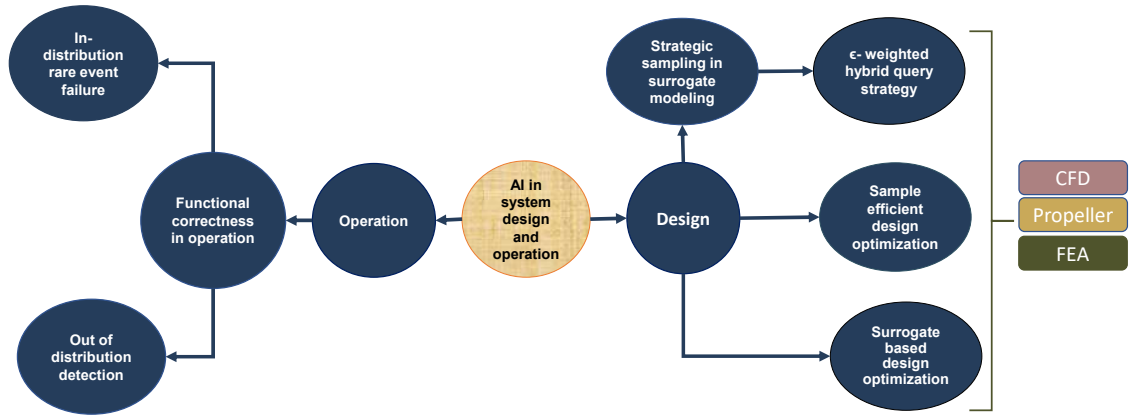 In-
distribution
rare event
failure
Strategic
sampling in
surrogate
modeling
ϵ- weighted
hybrid query
strategy
Functional
correctness
in operation
Operation
AI in
system
design
and
operation
Design
Sample
efficient
design
optimization
CFD
Propeller
FEA
Out of
distribution
detection
Surrogate
based
design
optimization